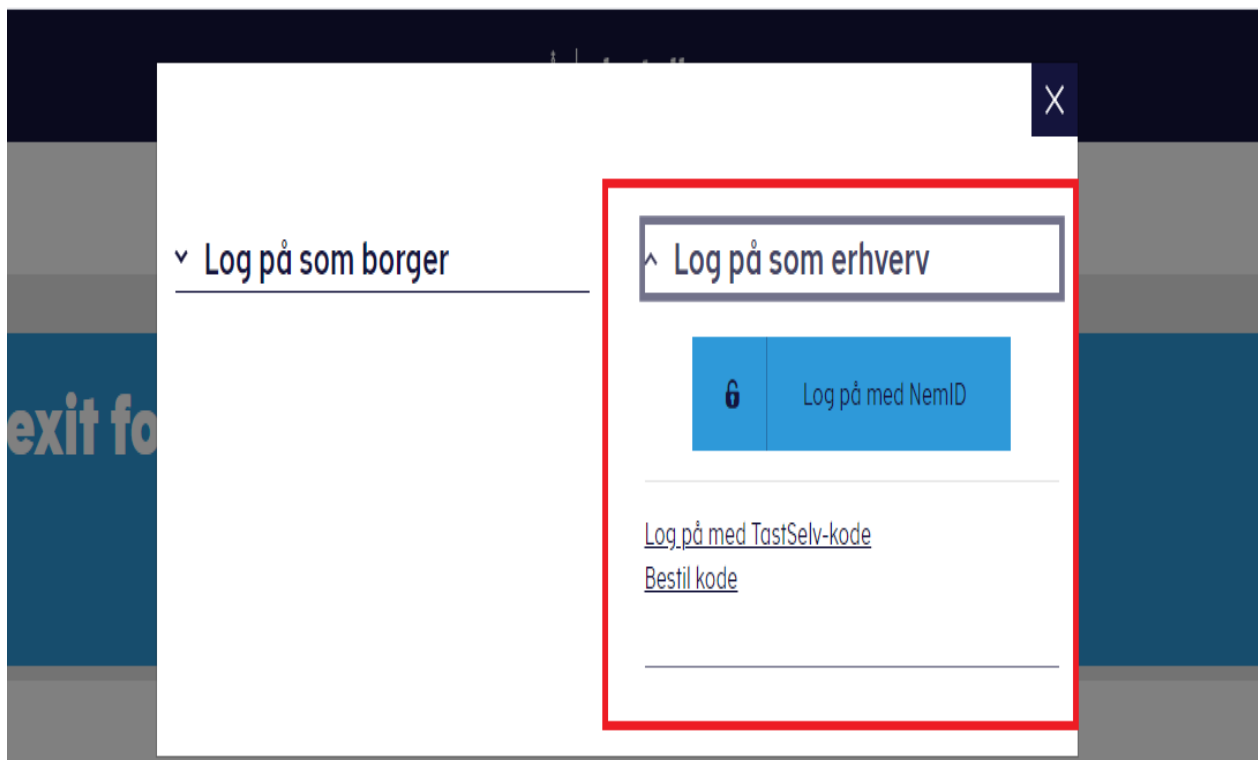 X
Log på som borger
Log på som erhverv
Log på med NemID
exit fo
Log på med TastSelv-kode
Bestil kode